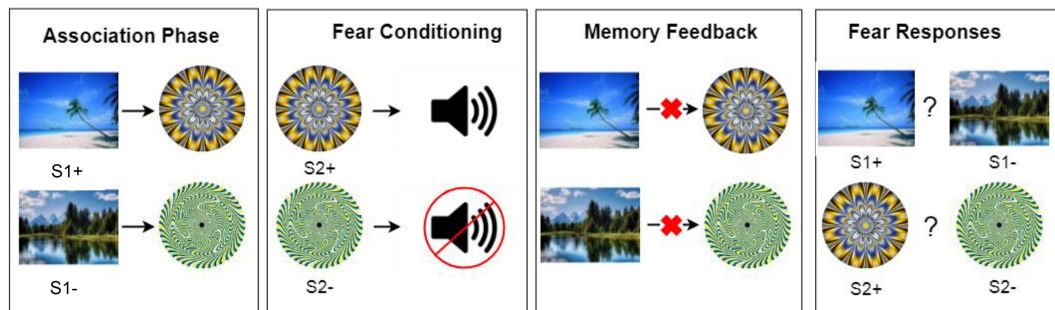 Association Phase
S1+
S1-
Fear Conditioning
S2+
S2-
Memory Feedback
Fear Responses
?
S1+
S1-
?
S2+
S2-